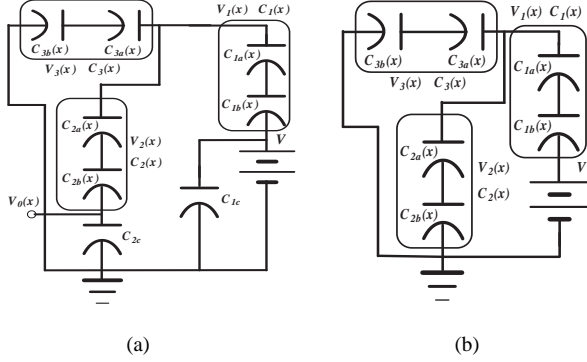 V1(x) C1(x)
C3b(x) C3a(x)
V3(x) C3(x)
C1a(x)
C1b(x)
V
C2a(x)
V2(x)
C2(x)
C2b(x)
V0(x)
C1c
C2c
(a)
V1(x) C1(x)
C3b(x) C3a(x)
V3(x) C3(x)
C1a(x)
C1b(x)
V
C2a(x)
V2(x)
C2(x)
C2b(x)
(b)